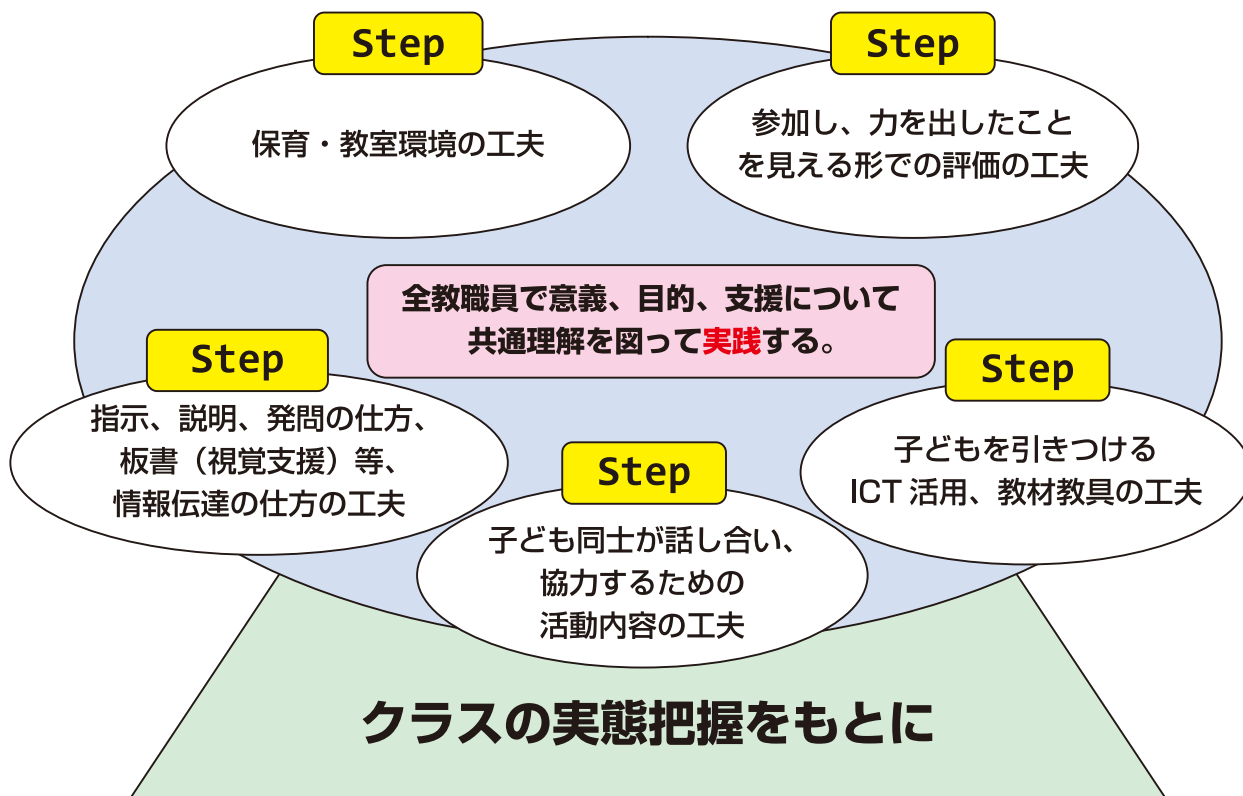 Step
保育・教室環境の工夫
Step
参加し、力を出したこと
を見える形での評価の工夫
全教職員で意義、目的、支援について
共通理解を図って実践する。
Step
指示、説明、発問の仕方、
板書（視覚支援）等、
情報伝達の仕方の工夫
Step
子ども同士が話し合い、
協力するための
活動内容の工夫
Step
子どもを引きつける
ICT 活用、教材教具の工夫
クラスの実態把握をもとに